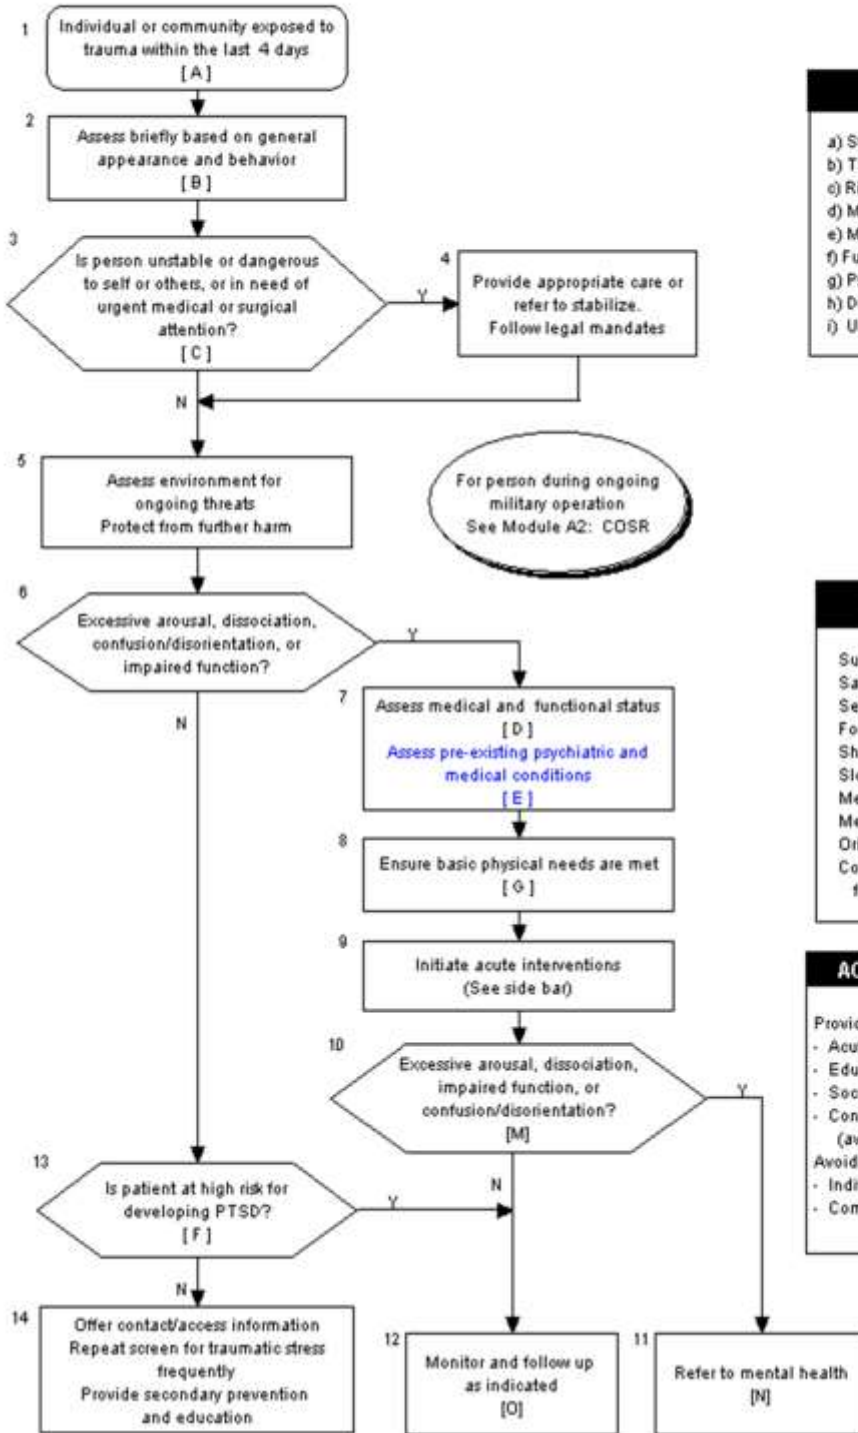 1
Individual or community exposed to
trauma within the last 4 days
[ A ]
2
Assess briefly based on general
appearance and behavior
[ B ]
3
Is person unstable or dangerous
to self or others, or in need of
urgent medical or surgical
attention?
[ C ]
Y
N
4
Provide appropriate care or
refer to stabilize.
Follow legal mandates
5
Assess environment for
ongoing threats
Protect from further harm
For person during ongoing
military operation
See Module A2: COSR
6
Excessive arousal, dissociation,
confusion/disorientation, or
impaired function?
Y
N
7
Assess medical and functional status
[ D ]
Assess pre-existing psychiatric and
medical conditions
[ E ]
8
Ensure basic physical needs are met
[ G ]
9
Initiate acute interventions
(See side bar)
10
Excessive arousal, dissociation,
impaired function, or
confusion/disorientation?
[M]
Y
N
13
Is patient at high risk for
developing PTSD?
[ F ]
Y
N
14
Offer contact/access information
Repeat screen for traumatic stress
frequently
Provide secondary prevention
and education
12
Monitor and follow up
as indicated
[O]
11
Refer to mental health
[N]
a) S
b) T
c) Ri
d) M
e) M
f) Fu
g) P
h) D
i) U
Su
Sa
Se
Fo
Sh
Sle
Me
Me
Ori
Co
f
AC
Provid
- Acut
- Edu
- Soc
- Con
(av
Avoid
- Indi
- Com